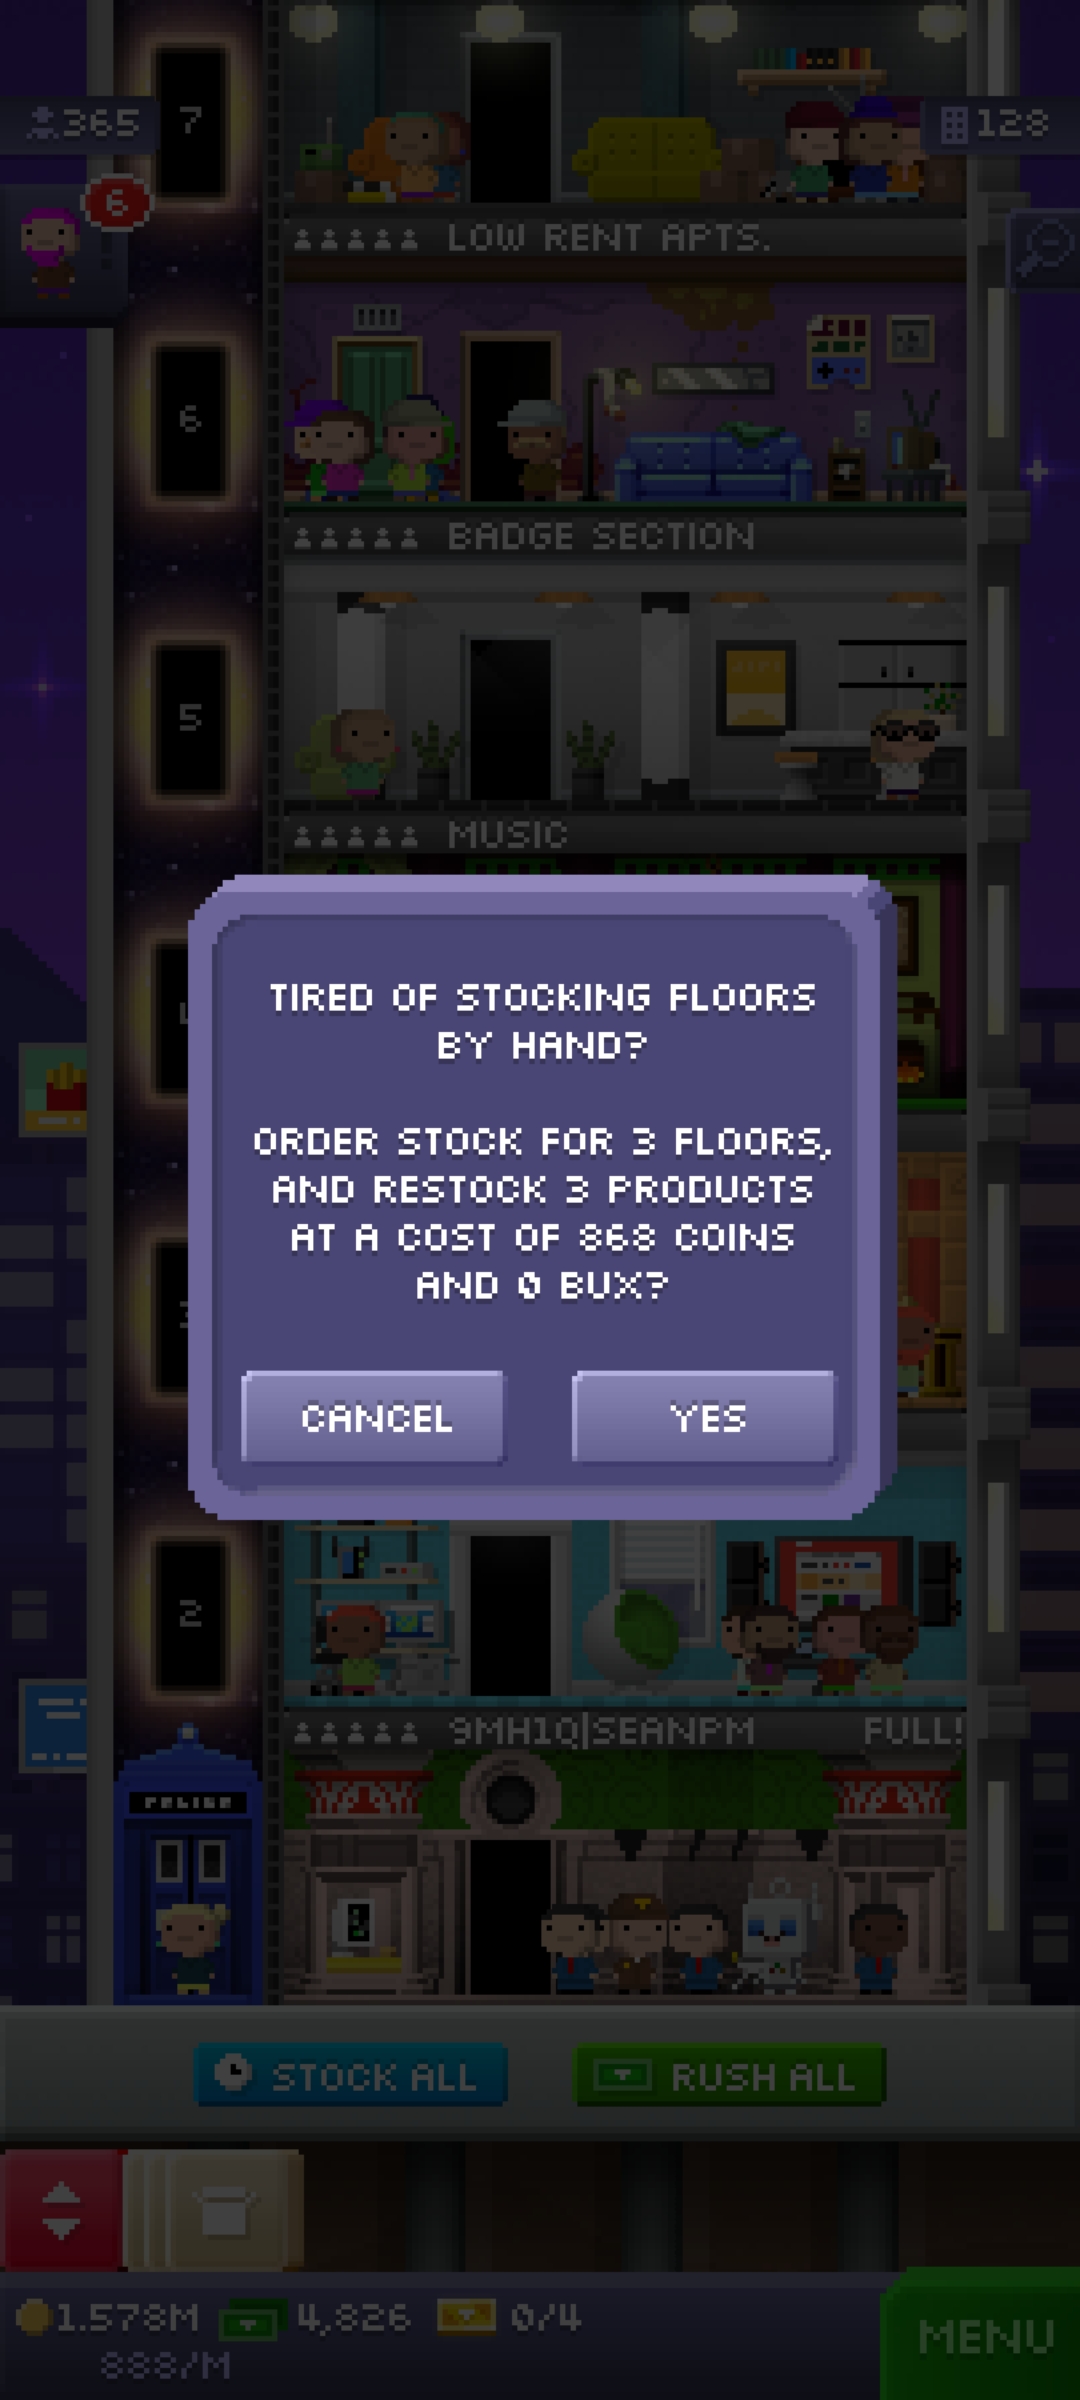 7
365
128
6
LOW RENT APTS.
6
BADGE SECTION
5
MUSIC
TIRED OF STOCKING FLOORS
BY HAND?
ORDER STOCK FOR 3 FLOORS,
AND RESTOCK 3 PRODUCTS
AT A COST OF 868 COINS
AND 0 BUX?
CANCEL
YES
2
9MH1Q|SEANPM
FULL!
POLICE
STOCK ALL
RUSH ALL
1.578M
4,826
0/4
888/M
MENU